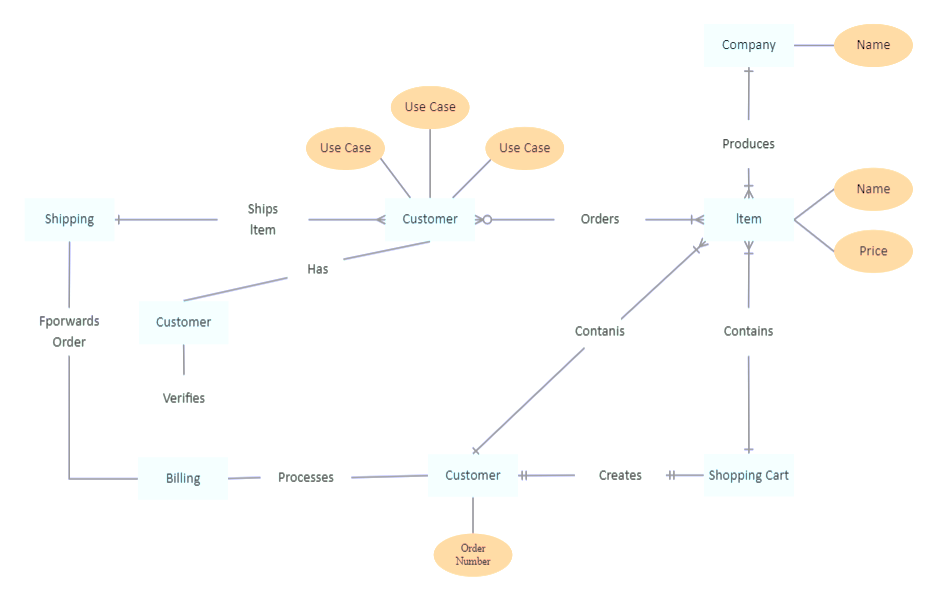 Company
Name
Use Case
Use Case
Use Case
Produces
Name
Shipping
Ships
Item
Customer
Orders
Item
Price
Has
Fporwards
Order
Customer
Contanis
Contains
Verifies
Billing
Processes
Customer
Creates
Shopping Cart
Order
Number